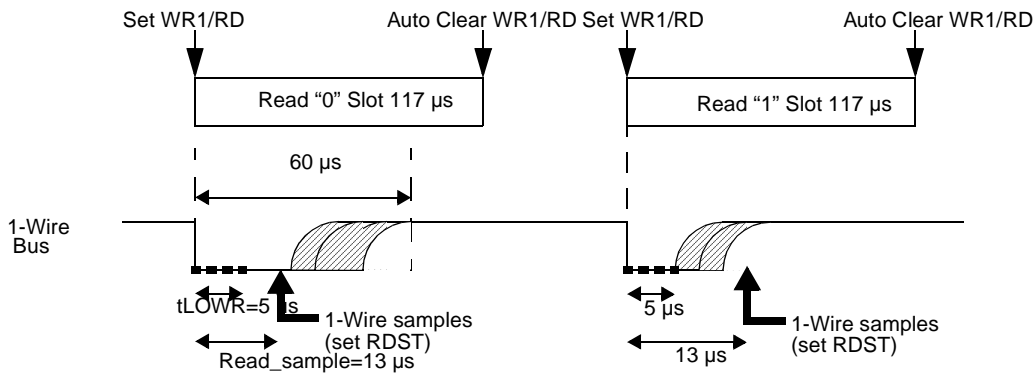 Set WR1/RD
Auto Clear WR1/RD
Set WR1/RD
Auto Clear WR1/RD
Read “0” Slot 117 µs
Read “1” Slot 117 µs
60 µs
1-Wire
Bus
tLOWR=5 µs
5 µs
1-Wire samples
(set RDST)
1-Wire samples
(set RDST)
Read_sample=13 µs
13 µs